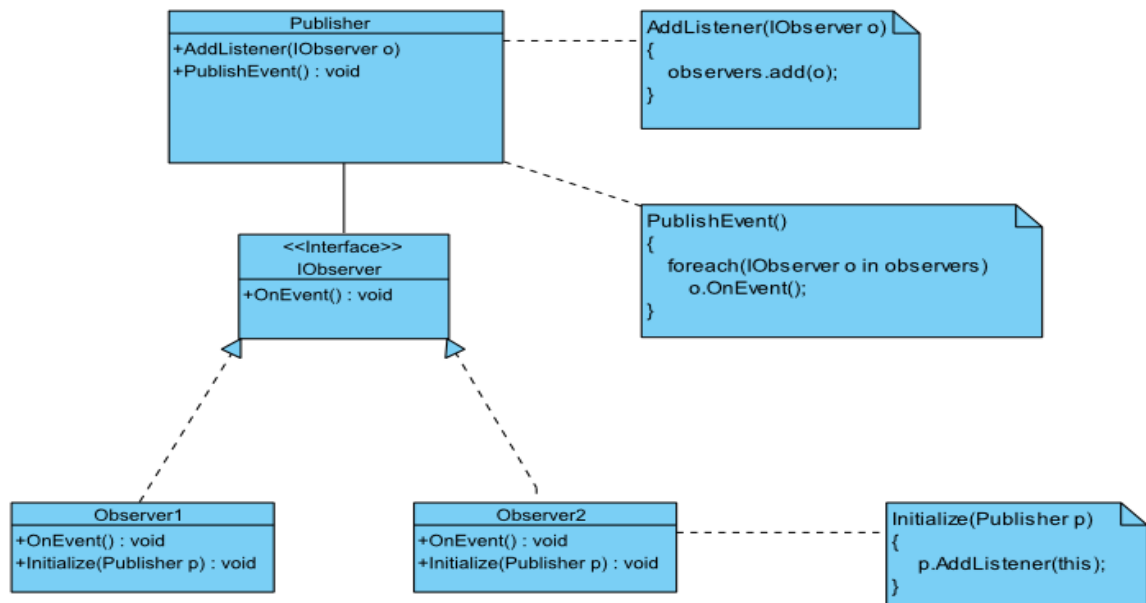 Publisher
+AddListener(IObserver o)
+PublishEvent() : void
AddListener(IObserver o)
{
observers.add(o);
}
PublishEvent()
{
foreach(IObserver o in observers)
o.OnEvent();
}
<<Interface>>
IObserver
+OnEvent() : void
Observer1
+OnEvent() : void
+Initialize(Publisher p) : void
Observer2
+OnEvent() : void
+Initialize(Publisher p) : void
Initialize(Publisher p)
{
p.AddListener(this);
}